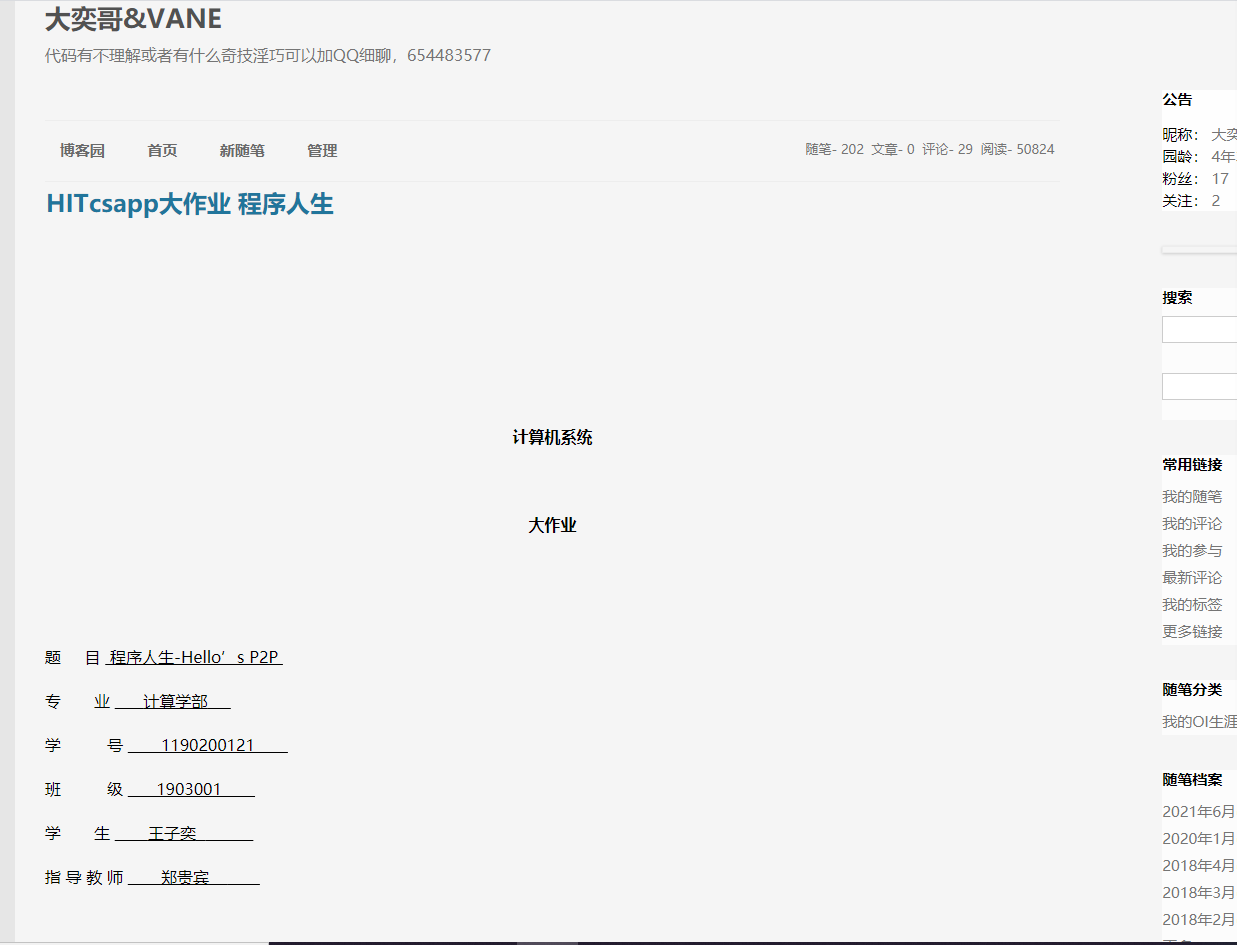 大奕哥&VANE
代码有不理解或者有什么奇技淫巧可以加QQ细聊，654483577
博客园 首页 新随笔 管理
随笔- 202 文章- 0 评论- 29 阅读- 50824
HITcsapp大作业 程序人生
计算机系统
大作业
题 目 程序人生-Hello’s P2P
专 业 计算学部
学 号 1190200121
班 级 1903001
学 生 王子奕
指 导 教 师 郑贵宾
公告
昵称： 大奕
园龄： 4年
粉丝： 17
关注： 2
搜索
常用链接
我的随笔
我的评论
我的参与
最新评论
我的标签
更多链接
随笔分类
我的OI生涯
随笔档案
2021年6月
2020年1月
2018年4月
2018年3月
2018年2月